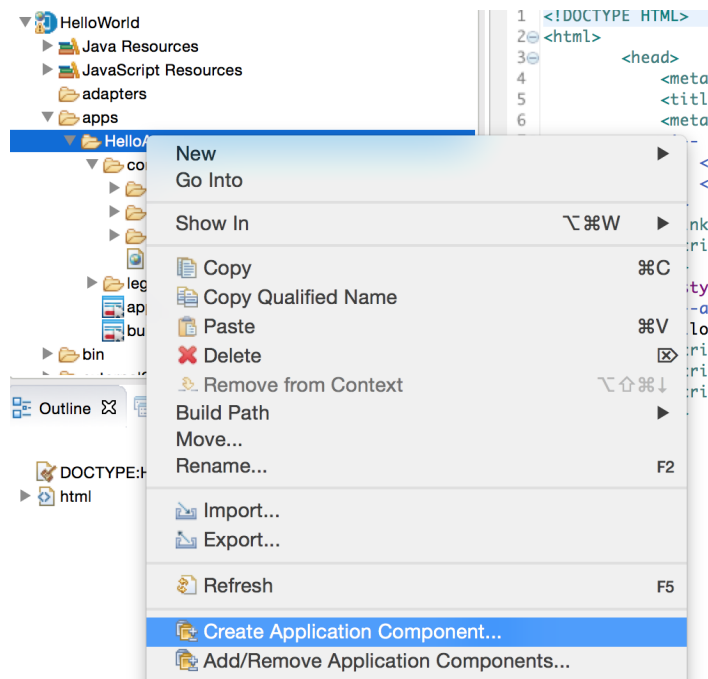 HelloWorld
Java Resources
JavaScript Resources
adapters
apps
bin
Outline
DOCTYPE:
html
1 <!DOCTYPE HTML>
2 <html>
3 <head>
4 <meta
5 <titl
6 <meta
New
Go Into
Show In ⌥⌘W
Copy ⌘C
Copy Qualified Name
Paste ⌘V
Delete ⌦
Remove from Context ⌥⇧⌘↓
Build Path
Move...
Rename... F2
Import...
Export...
Refresh F5
Create Application Component...
Add/Remove Application Components...